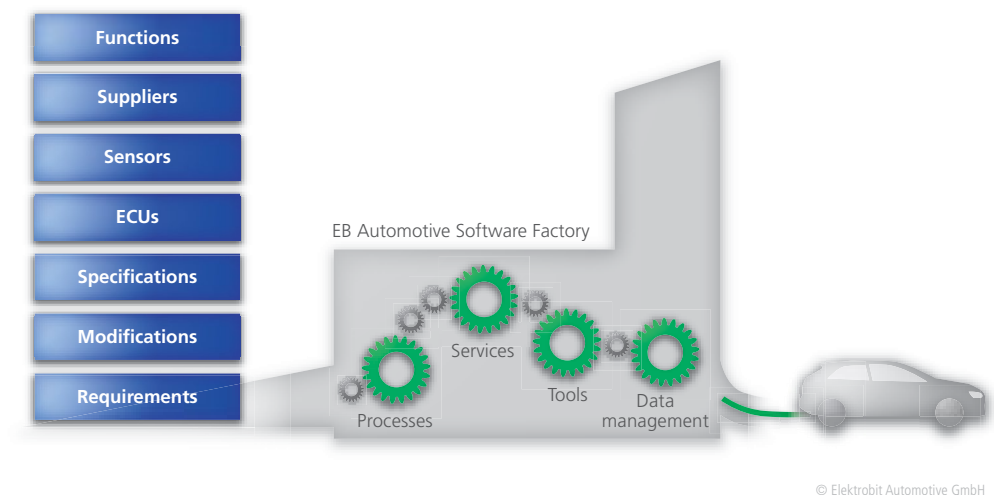 Functions
Suppliers
Sensors
ECUs
Specifications
Modifications
Requirements
EB Automotive Software Factory
Services
Processes
Tools
Data
management
© Elektrobit Automotive GmbH